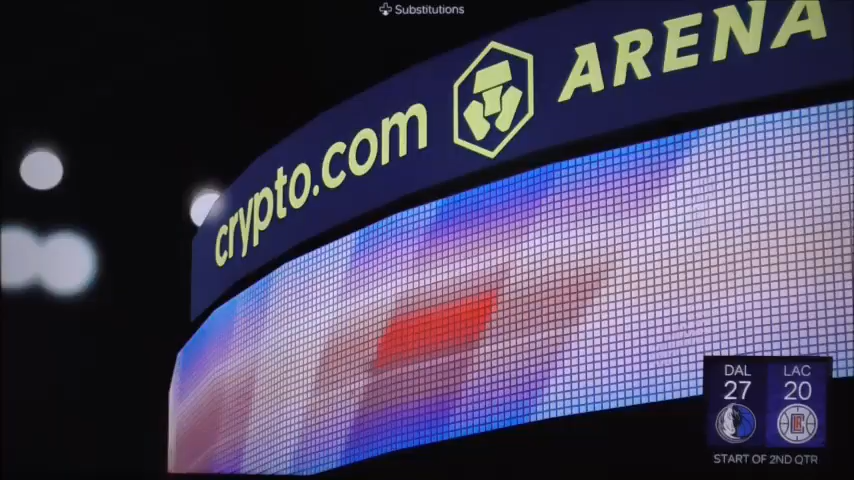 Substitutions
crypto.com ARENA
DAL LAC
27 20
START OF 2ND QTR